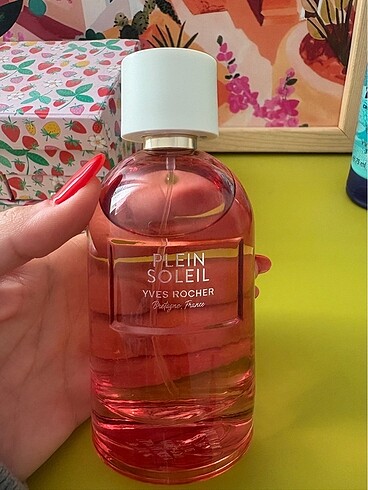 PLEIN
SOLEIL
YVES ROCHER
Bretagne, France